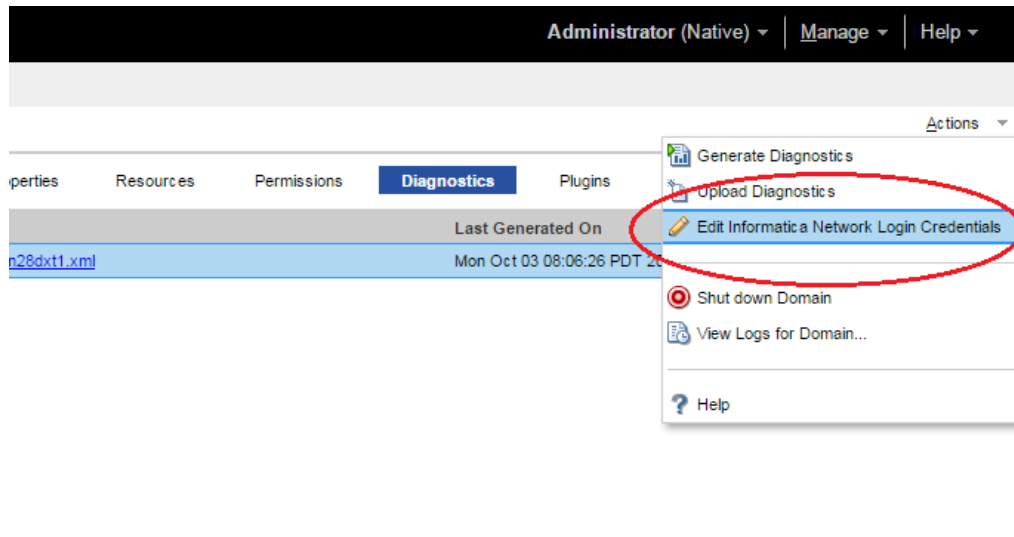 Administrator (Native) Manage Help
Actions
perties Resources Permissions Diagnostics Plugins
Generate Diagnostics
Upload Diagnostics
Last Generated On
Edit Informatica Network Login Credentials
n28dxt1.xml Mon Oct 03 08:06:26 PDT 20
Shut down Domain
View Logs for Domain...
Help